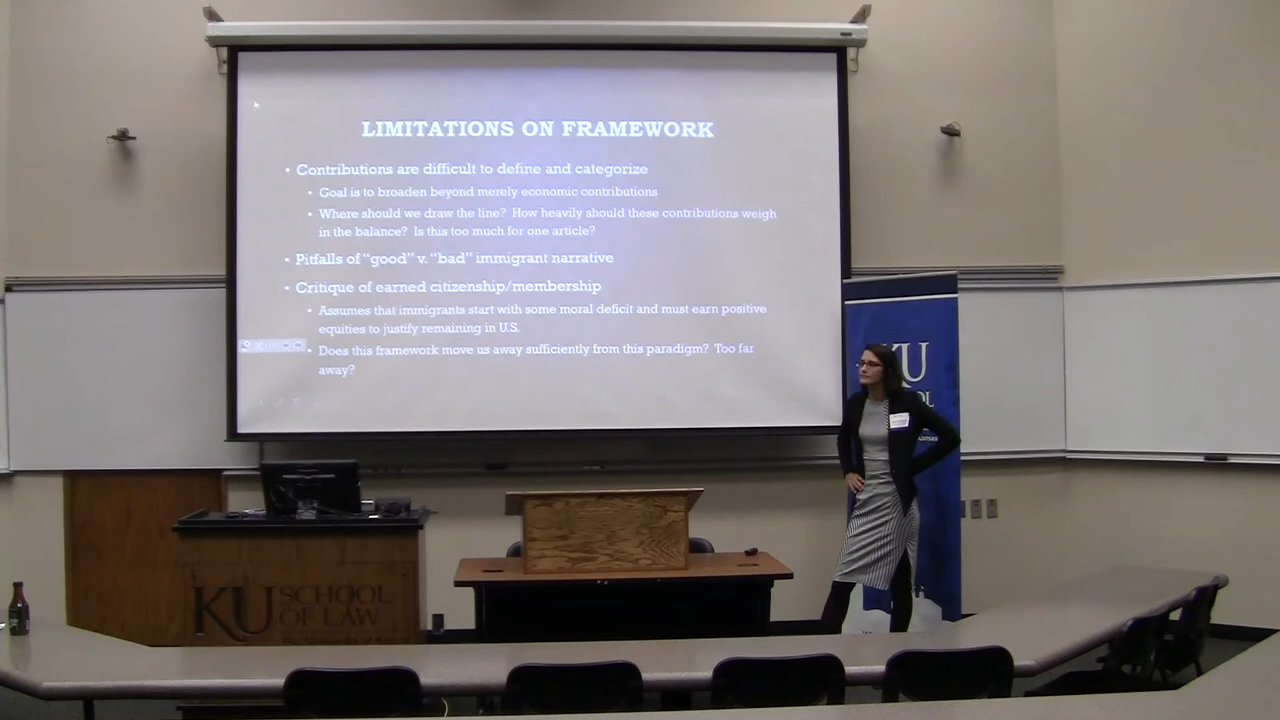 LIMITATIONS ON FRAMEWORK
• Contributions are difficult to define and categorize
• Goal is to broaden beyond merely economic contributions
• Where should we draw the line? How heavily should these contributions weigh
in the balance? Is this too much for one article?
• Pitfalls of “good” v. “bad” immigrant narrative
• Critique of earned citizenship/membership
• Assumes that immigrants start with some moral deficit and must earn positive
equities to justify remaining in U.S.
• Does this framework move us away sufficiently from this paradigm? Too far
away?
KU
KU SCHOOL
OF LAW